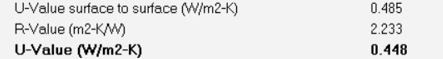 U-Value surface to surface (W/m2-K) 0.485
R-Value (m2-K/W) 2.233
U-Value (W/m2-K) 0.448